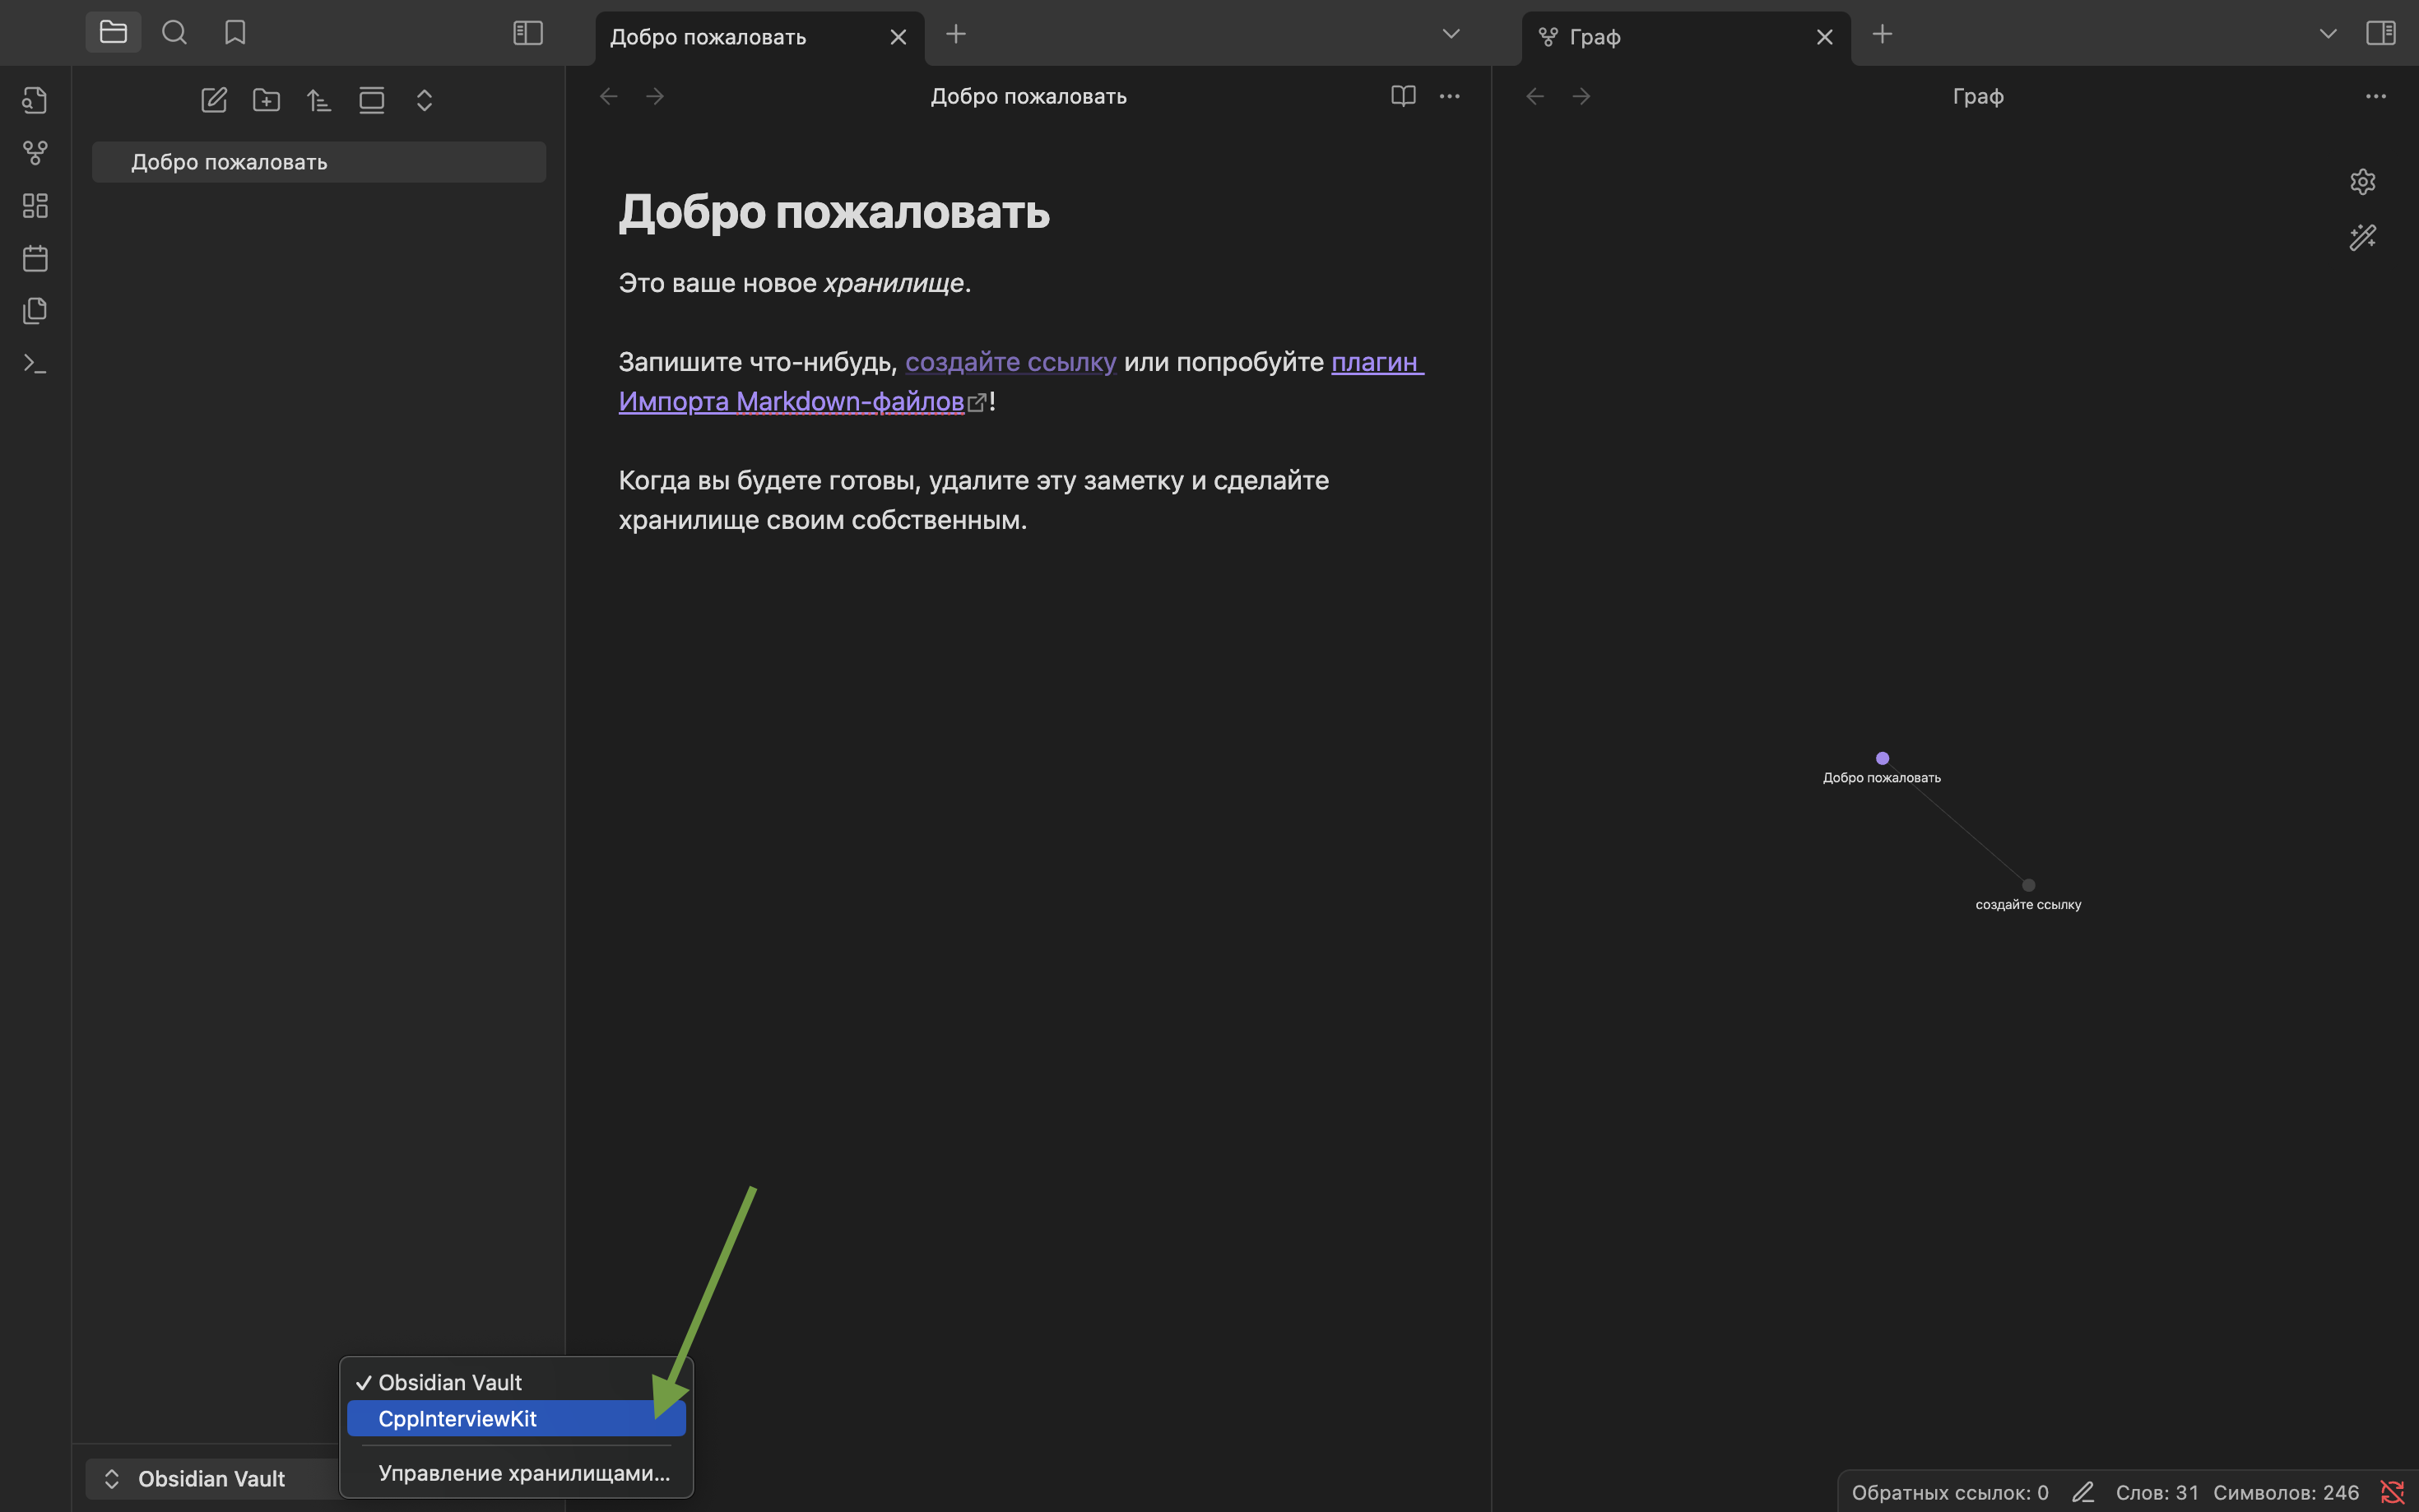 Добро пожаловать
Граф
Добро пожаловать
Граф
Добро пожаловать
Добро пожаловать
Это ваше новое хранилище.
Запишите что-нибудь, создайте ссылку или попробуйте плагин
Импорта Markdown-файлов!
Когда вы будете готовы, удалите эту заметку и сделайте
хранилище своим собственным.
Добро пожаловать
создайте ссылку
Obsidian Vault
CppInterviewKit
Управление хранилищами...
Obsidian Vault
Обратных ссылок: 0 Слов: 31 Символов: 246